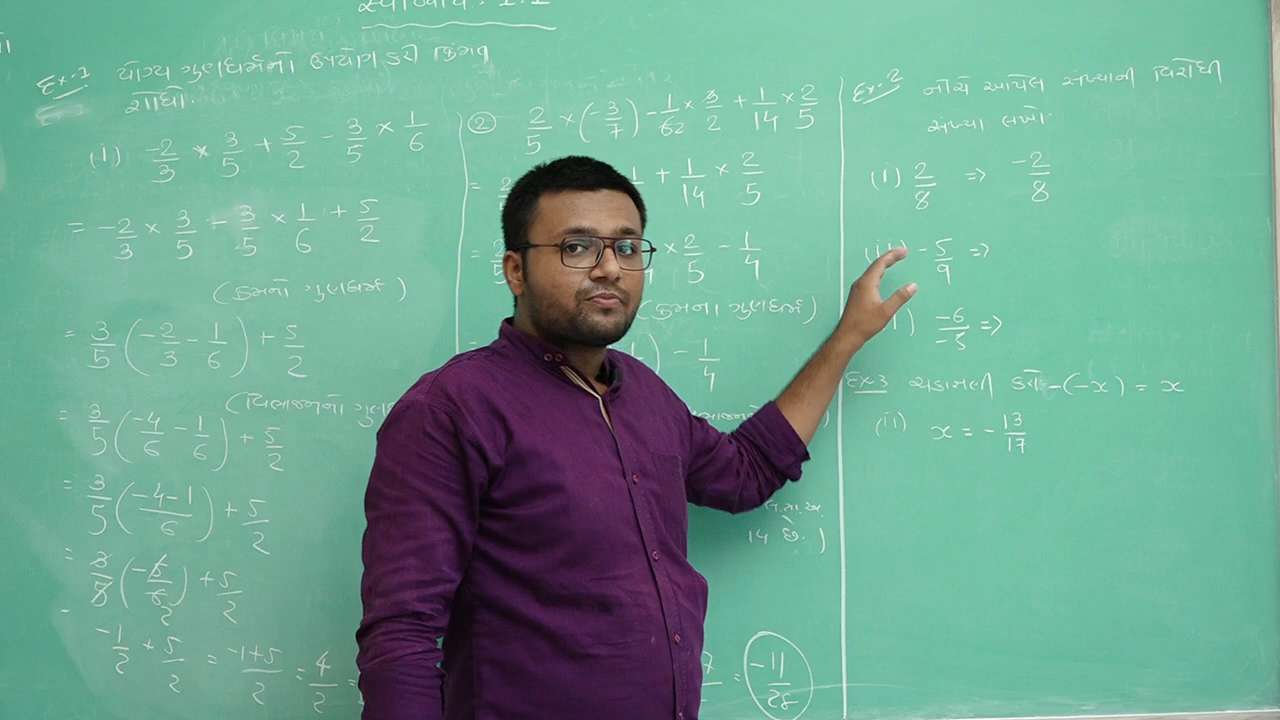 સ્વાધ્યાય : 1.1
Ex.1 યોગ્ય ગુણધર્મનો ઉપયોગ કરી કિંમત
શોધો.
(i) -2/3 × 3/5 + 5/2 - 3/5 × 1/6
= -2/3 × 3/5 - 3/5 × 1/6 + 5/2
(ક્રમનો ગુણધર્મ)
= 3/5 (-2/3 - 1/6) + 5/2
(વિભાજનનો ગુણ
= 3/5 (-4/6 - 1/6) + 5/2
= 3/5 (-4-1/6) + 5/2
+ 5/2
-1/2 + 5/2 = -1+5/2 = 4/2 =
② 2/5 × (-3/7) - 1/62 × 3/2 + 1/14 × 2/5
= + 1/14 × 2/5
= × 2/5 - 1/4
(ક્રમના ગુણધર્મ)
) - 1/4
લ.સા.અ.
14 છે.)
= -11/28
Ex.2 નીચે આપેલ સંખ્યાની વિરોધી
સંખ્યા લખો
(i) 2/8 => -2/8
-5/9 =>
) -6/-5 =>
Ex.3 ચકાસણી કરો -(-x) = x
(ii) x = -13/17